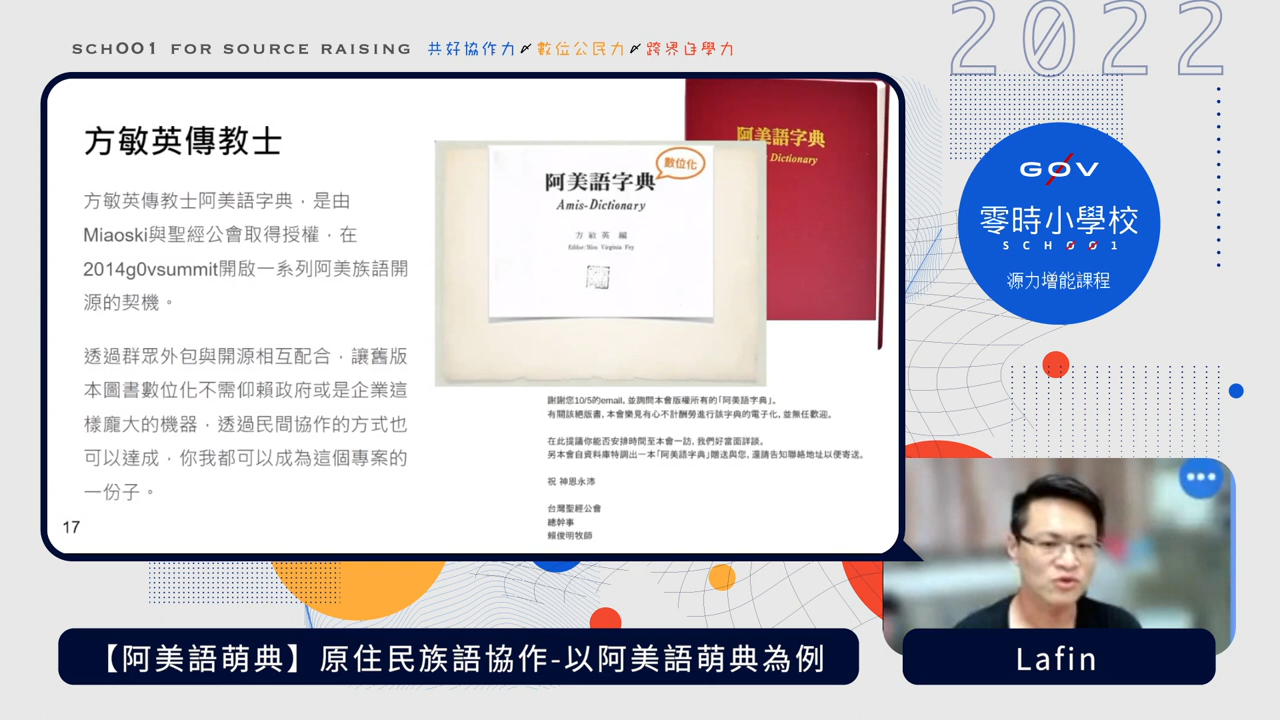 SCH001 FOR SOURCE RAISING 共好協作力 數位公民力 跨界自學力
2022
G0V
零時小學校
SCH001
源力增能課程
方敏英傳教士
方敏英傳教士阿美語字典，是由
Miaoski與聖經公會取得授權，在
2014g0vsummit開啟一系列阿美族語開
源的契機。
透過群眾外包與開源相互配合，讓舊版
本圖書數位化不需仰賴政府或是企業這
樣龐大的機器，透過民間協作的方式也
可以達成，你我都可以成為這個專案的
一份子。
17
阿美語字典
Dictionary
數位化
阿美語字典
Amis-Dictionary
方敏英 編
Editor:Miss Virginia Fey
謝謝您10/5的email, 並詢問本會版權所有的「阿美語字典」。
有關該絕版書, 本會樂見有心不計酬勞進行該字典的電子化, 並無任歡迎。
在此提議你能否安排時間至本會一訪, 我們好當面詳談。
另本會自資料庫特調出一本「阿美語字典」贈送與您, 還請告知聯絡地址以便寄送。
祝 神恩永沛
台灣聖經公會
總幹事
賴俊明牧師
【阿美語萌典】原住民族語協作-以阿美語萌典為例
Lafin